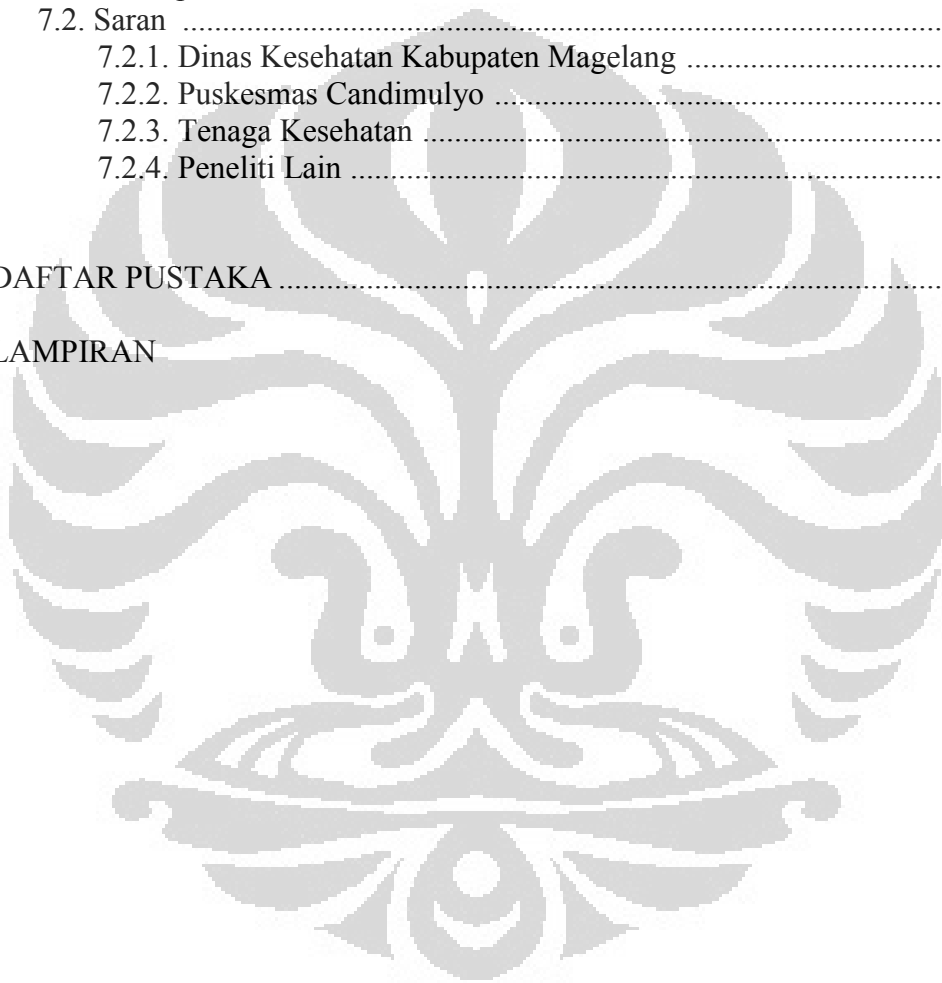 7.2. Saran ........................................................................................................
7.2.1. Dinas Kesehatan Kabupaten Magelang ..................................
7.2.2. Puskesmas Candimulyo ...........................................................
7.2.3. Tenaga Kesehatan ....................................................................
7.2.4. Peneliti Lain .............................................................................
DAFTAR PUSTAKA ......................................................................................
LAMPIRAN